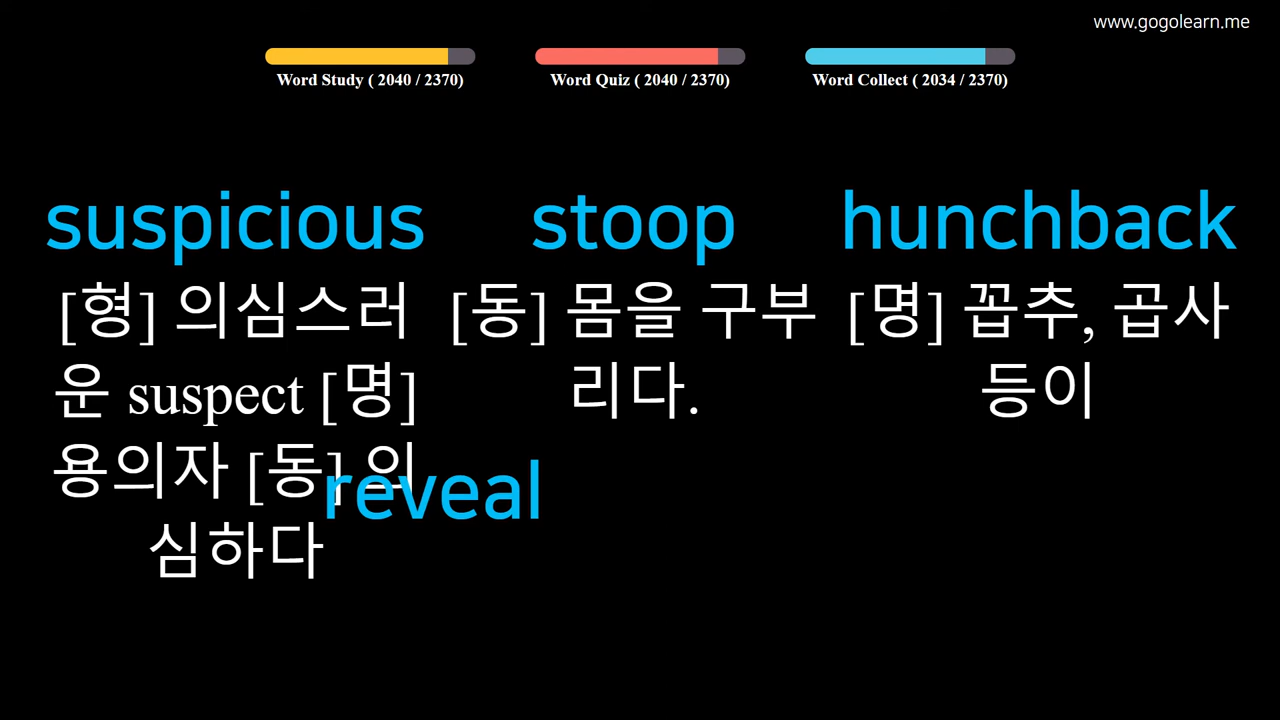 www.gogolearn.me
Word Study ( 2040 / 2370)
Word Quiz ( 2040 / 2370)
Word Collect ( 2034 / 2370)
suspicious
[형] 의심스러
운 suspect [명]
용의자 [동] 의
심하다
stoop
[동] 몸을 구부
리다.
hunchback
[명] 꼽추, 곱사
등이
reveal